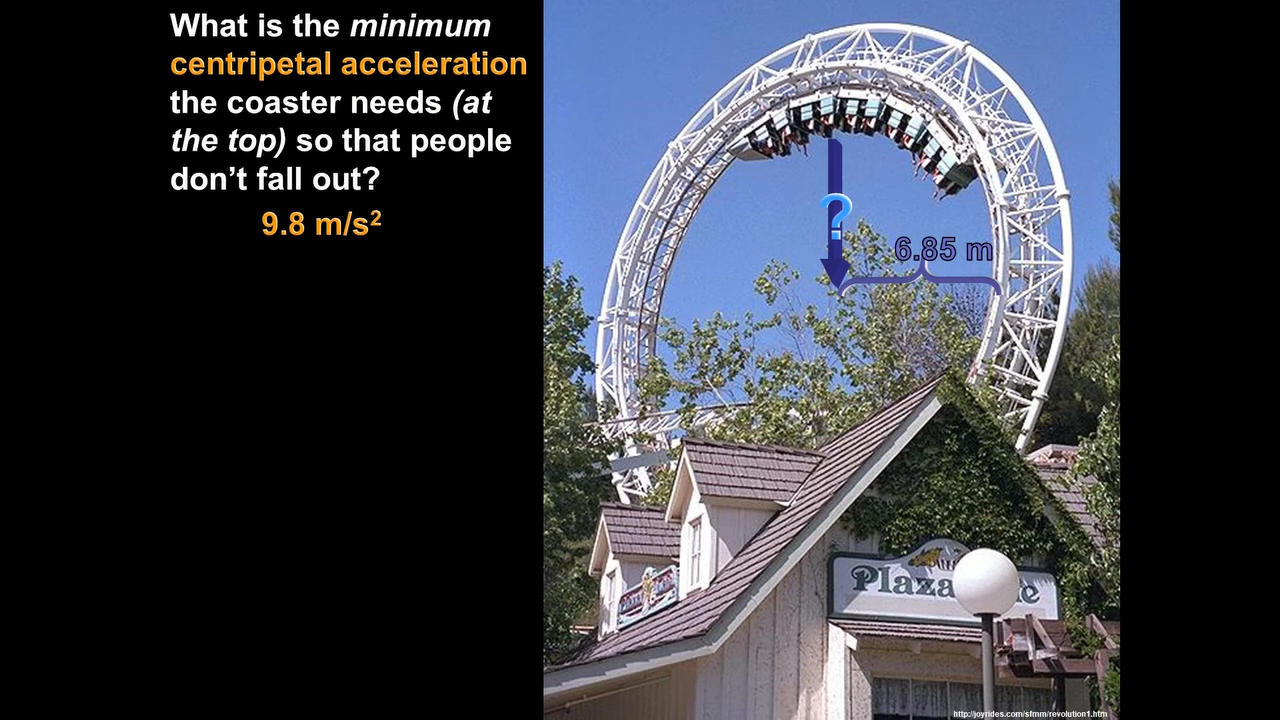 What is the minimum
centripetal acceleration
the coaster needs (at
the top) so that people
don’t fall out?
9.8 m/s²
?
6.85 m
Plaza
http://joyrides.com/sfmm/revolution1.htm